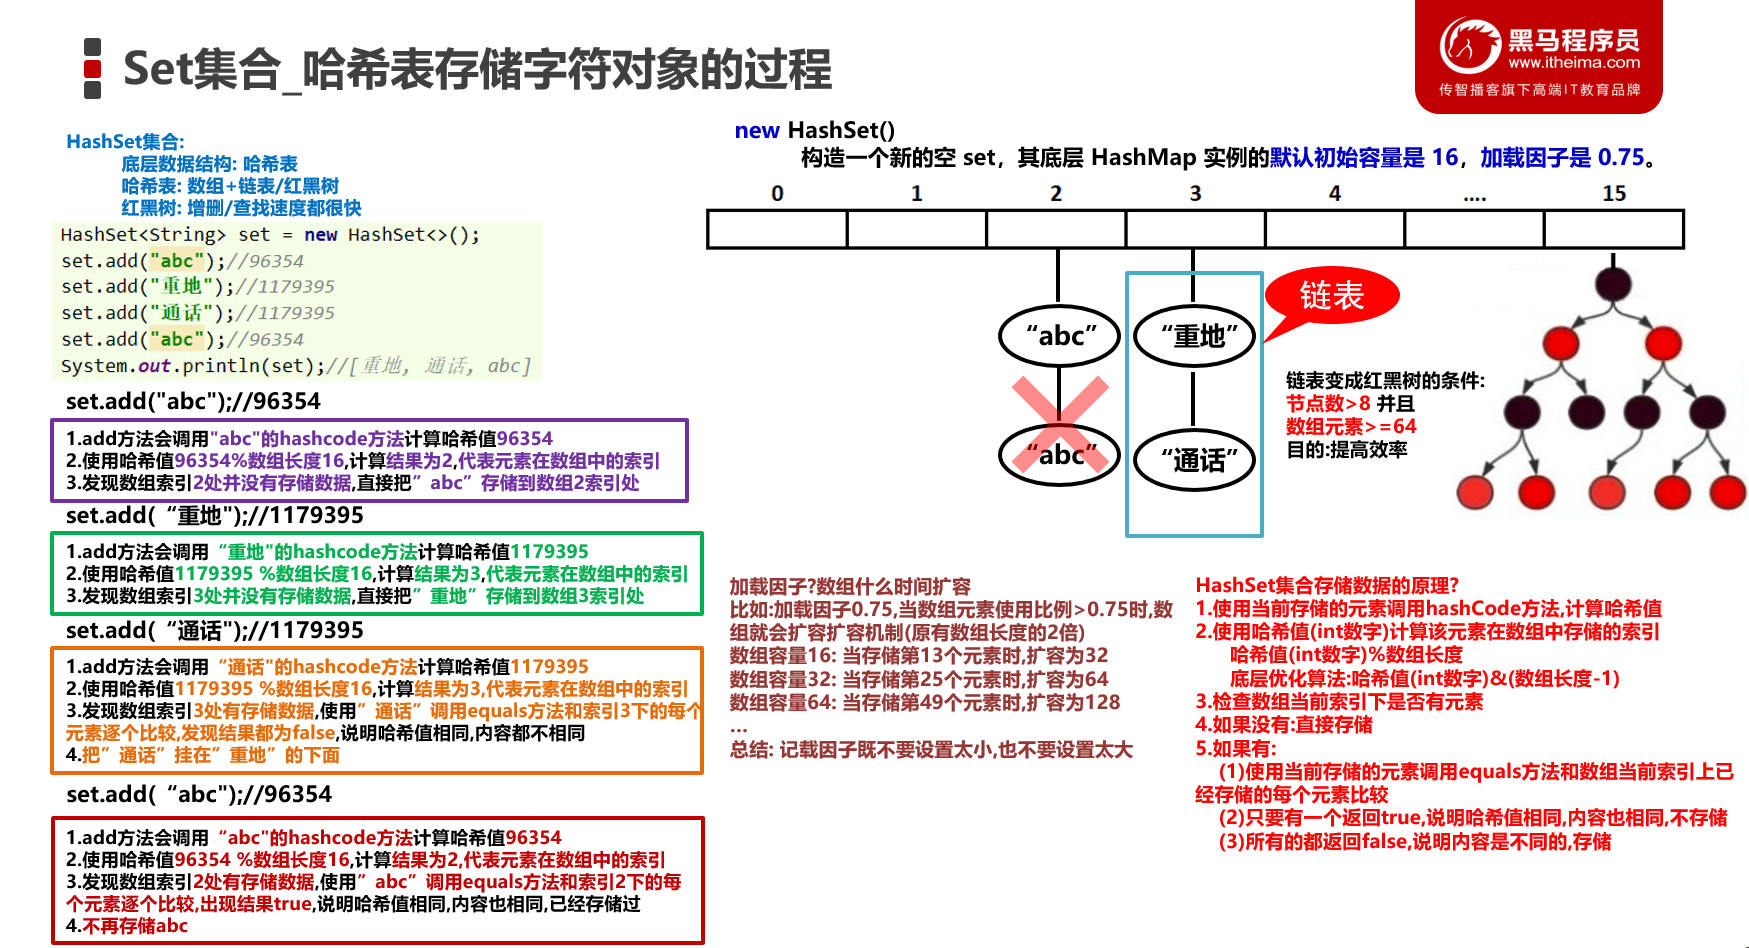 Set集合_哈希表存储字符对象的过程
黑马程序员
www.itheima.com
传智播客旗下高端IT教育品牌
HashSet集合:
底层数据结构: 哈希表
哈希表: 数组+链表/红黑树
红黑树: 增删/查找速度都很快
HashSet<String> set = new HashSet<>();
set.add("abc");//96354
set.add("重地");//1179395
set.add("通话");//1179395
set.add("abc");//96354
System.out.println(set);//[重地, 通话, abc]
set.add("abc");//96354
1.add方法会调用"abc"的hashcode方法计算哈希值96354
2.使用哈希值96354%数组长度16,计算结果为2,代表元素在数组中的索引
3.发现数组索引2处并没有存储数据,直接把”abc”存储到数组2索引处
set.add(“重地");//1179395
1.add方法会调用“重地"的hashcode方法计算哈希值1179395
2.使用哈希值1179395 %数组长度16,计算结果为3,代表元素在数组中的索引
3.发现数组索引3处并没有存储数据,直接把”重地”存储到数组3索引处
set.add(“通话");//1179395
1.add方法会调用“通话"的hashcode方法计算哈希值1179395
2.使用哈希值1179395 %数组长度16,计算结果为3,代表元素在数组中的索引
3.发现数组索引3处有存储数据,使用”通话”调用equals方法和索引3下的每个
元素逐个比较,发现结果都为false,说明哈希值相同,内容都不相同
4.把”通话”挂在”重地”的下面
set.add(“abc");//96354
1.add方法会调用“abc"的hashcode方法计算哈希值96354
2.使用哈希值96354 %数组长度16,计算结果为2,代表元素在数组中的索引
3.发现数组索引2处有存储数据,使用”abc”调用equals方法和索引2下的每
个元素逐个比较,出现结果true,说明哈希值相同,内容也相同,已经存储过
4.不再存储abc
new HashSet()
构造一个新的空 set，其底层 HashMap 实例的默认初始容量是 16，加载因子是 0.75。
0 1 2 3 4 .... 15
链表
“abc” “重地”
“abc” “通话”
链表变成红黑树的条件:
节点数>8 并且
数组元素>=64
目的:提高效率
加载因子?数组什么时间扩容
比如:加载因子0.75,当数组元素使用比例>0.75时,数
组就会扩容扩容机制(原有数组长度的2倍)
数组容量16: 当存储第13个元素时,扩容为32
数组容量32: 当存储第25个元素时,扩容为64
数组容量64: 当存储第49个元素时,扩容为128
...
总结: 记载因子既不要设置太小,也不要设置太大
HashSet集合存储数据的原理?
1.使用当前存储的元素调用hashCode方法,计算哈希值
2.使用哈希值(int数字)计算该元素在数组中存储的索引
哈希值(int数字)%数组长度
底层优化算法:哈希值(int数字)&(数组长度-1)
3.检查数组当前索引下是否有元素
4.如果没有:直接存储
5.如果有:
(1)使用当前存储的元素调用equals方法和数组当前索引上已
经存储的每个元素比较
(2)只要有一个返回true,说明哈希值相同,内容也相同,不存储
(3)所有的都返回false,说明内容是不同的,存储